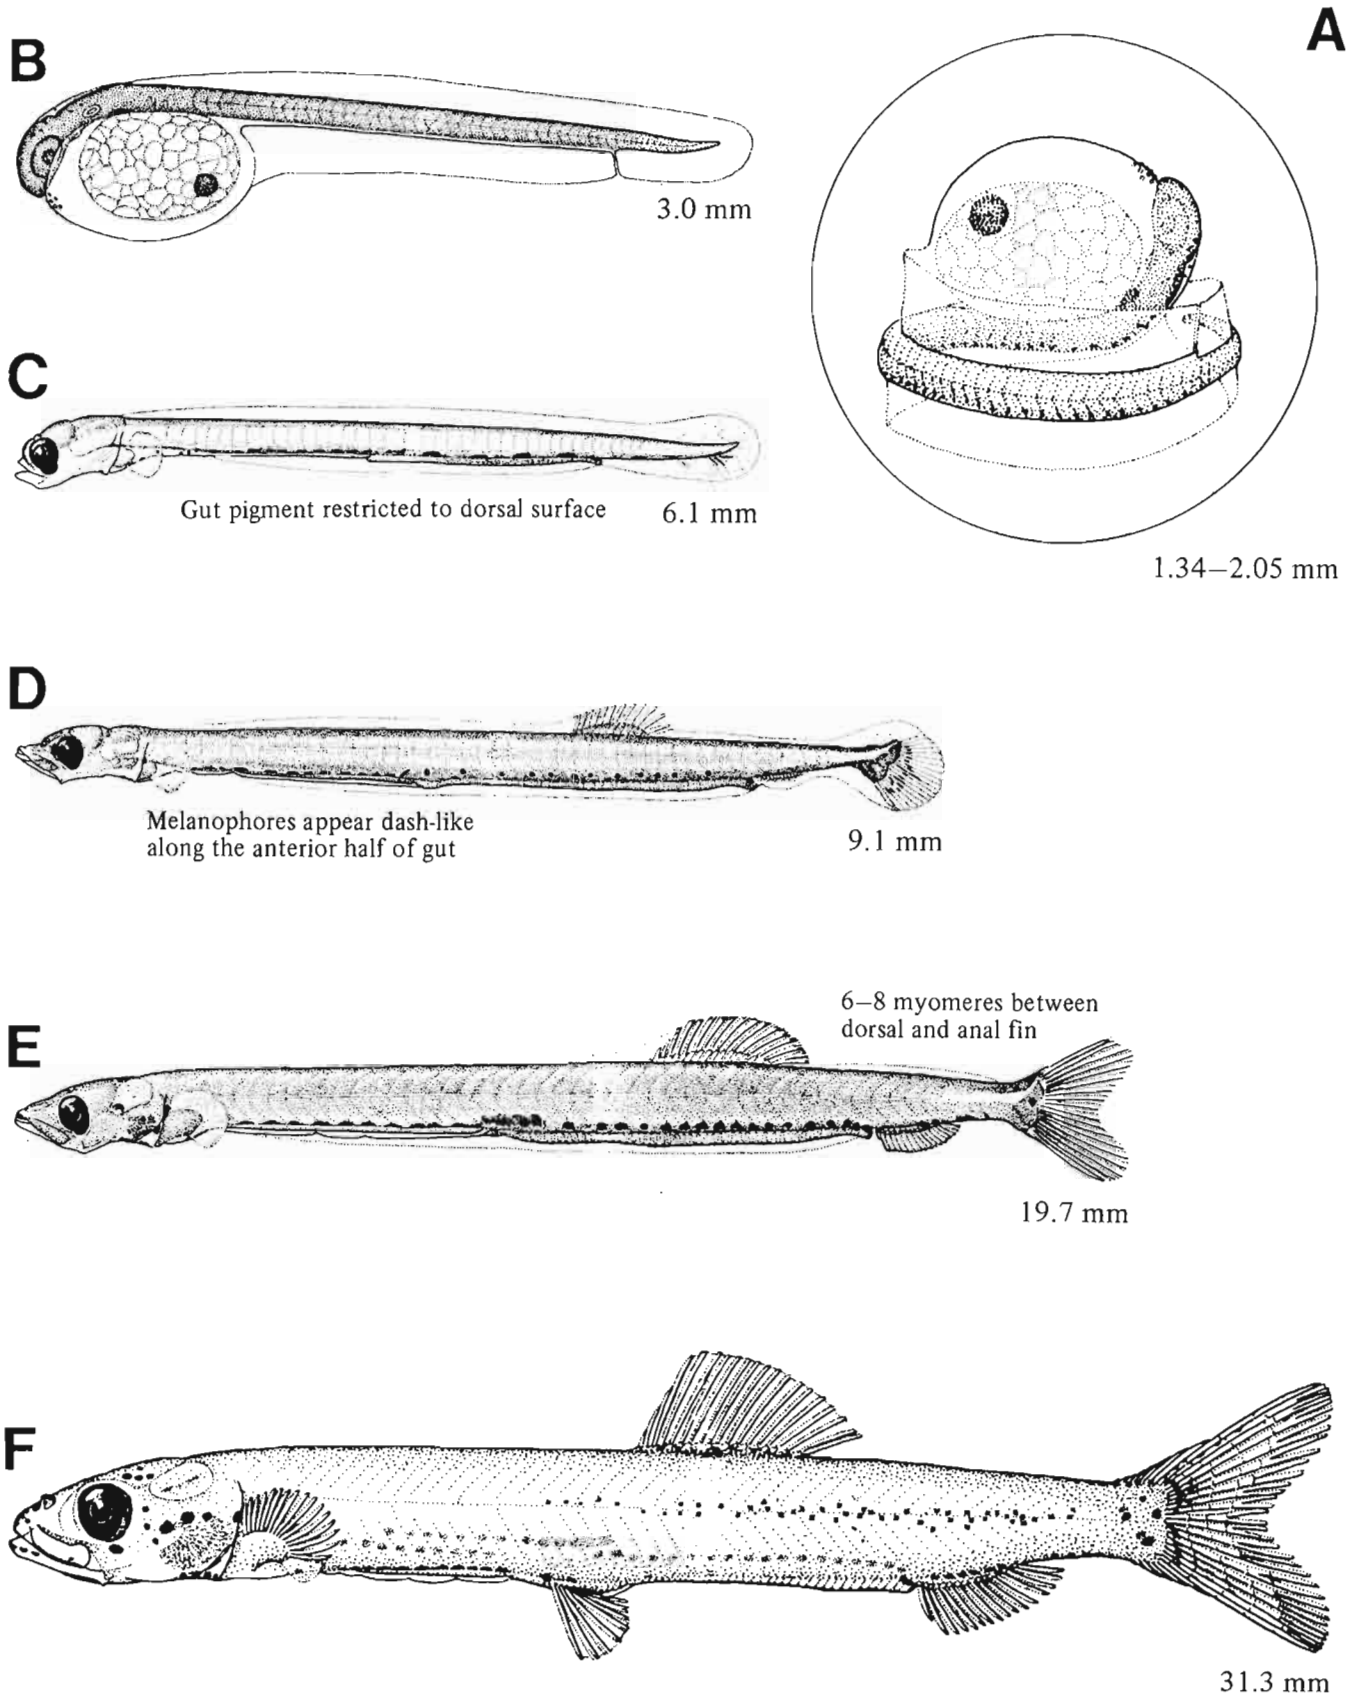 A
B
3.0 mm
C
Gut pigment restricted to dorsal surface
6.1 mm
1.34–2.05 mm
D
Melanophores appear dash-like
along the anterior half of gut
9.1 mm
E
6–8 myomeres between
dorsal and anal fin
19.7 mm
F
31.3 mm